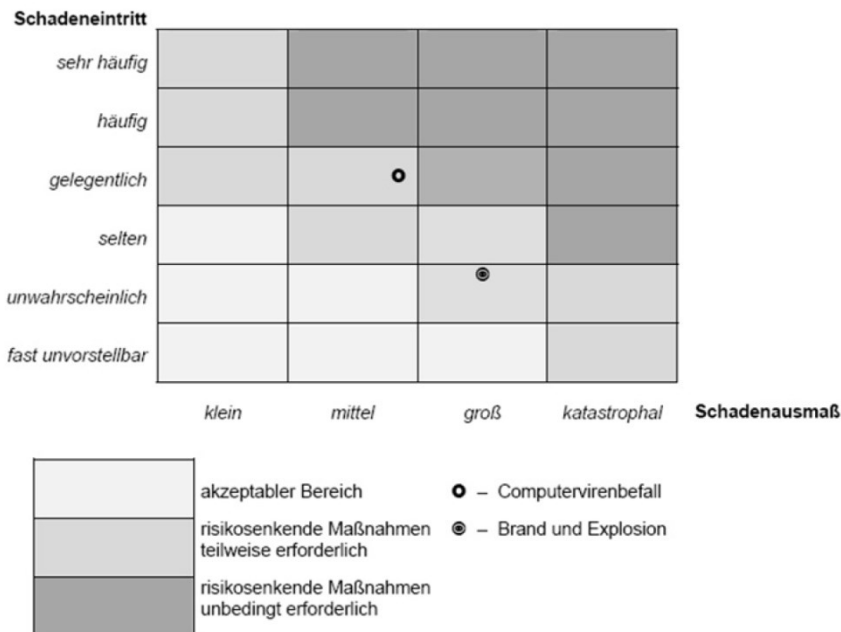 Schadeneintritt
sehr häufig
häufig
gelegentlich
selten
unwahrscheinlich
fast unvorstellbar
klein mittel groß katastrophal Schadenausmaß
akzeptabler Bereich
risikosenkende Maßnahmen
teilweise erforderlich
risikosenkende Maßnahmen
unbedingt erforderlich
– Computervirenbefall
– Brand und Explosion